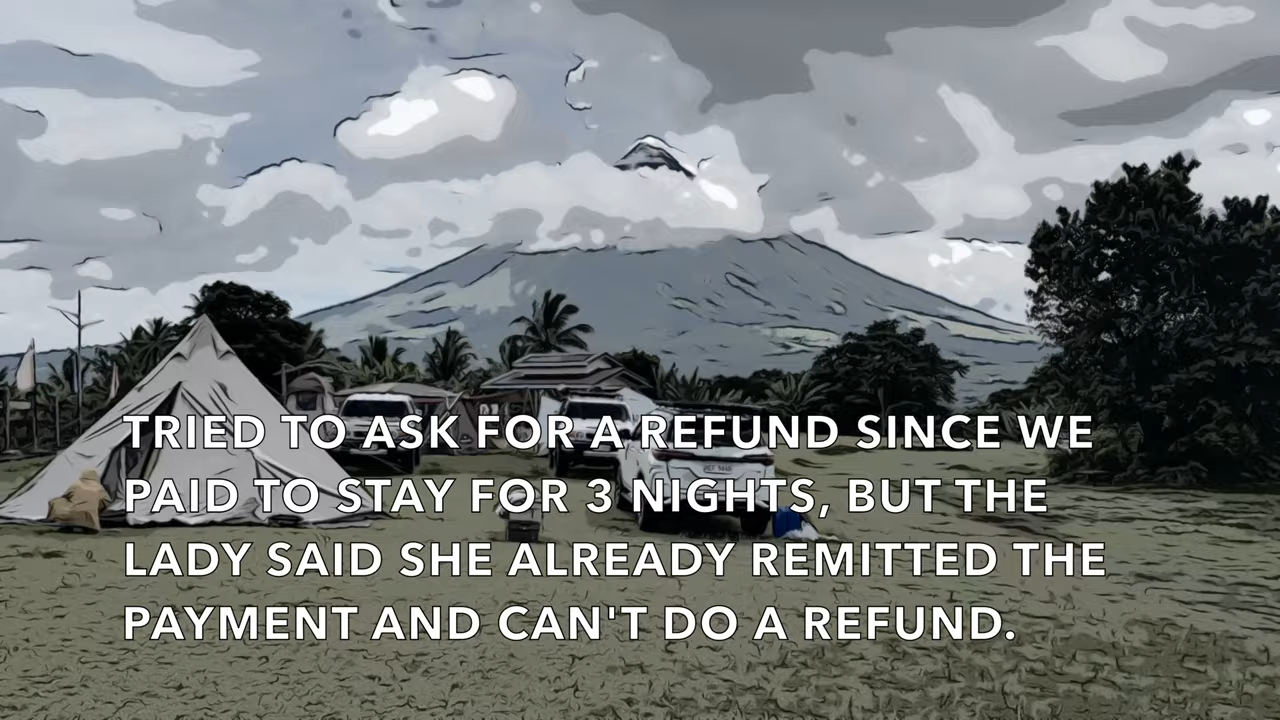 TRIED TO ASK FOR A REFUND SINCE WE
PAID TO STAY FOR 3 NIGHTS, BUT THE
LADY SAID SHE ALREADY REMITTED THE
PAYMENT AND CAN'T DO A REFUND.